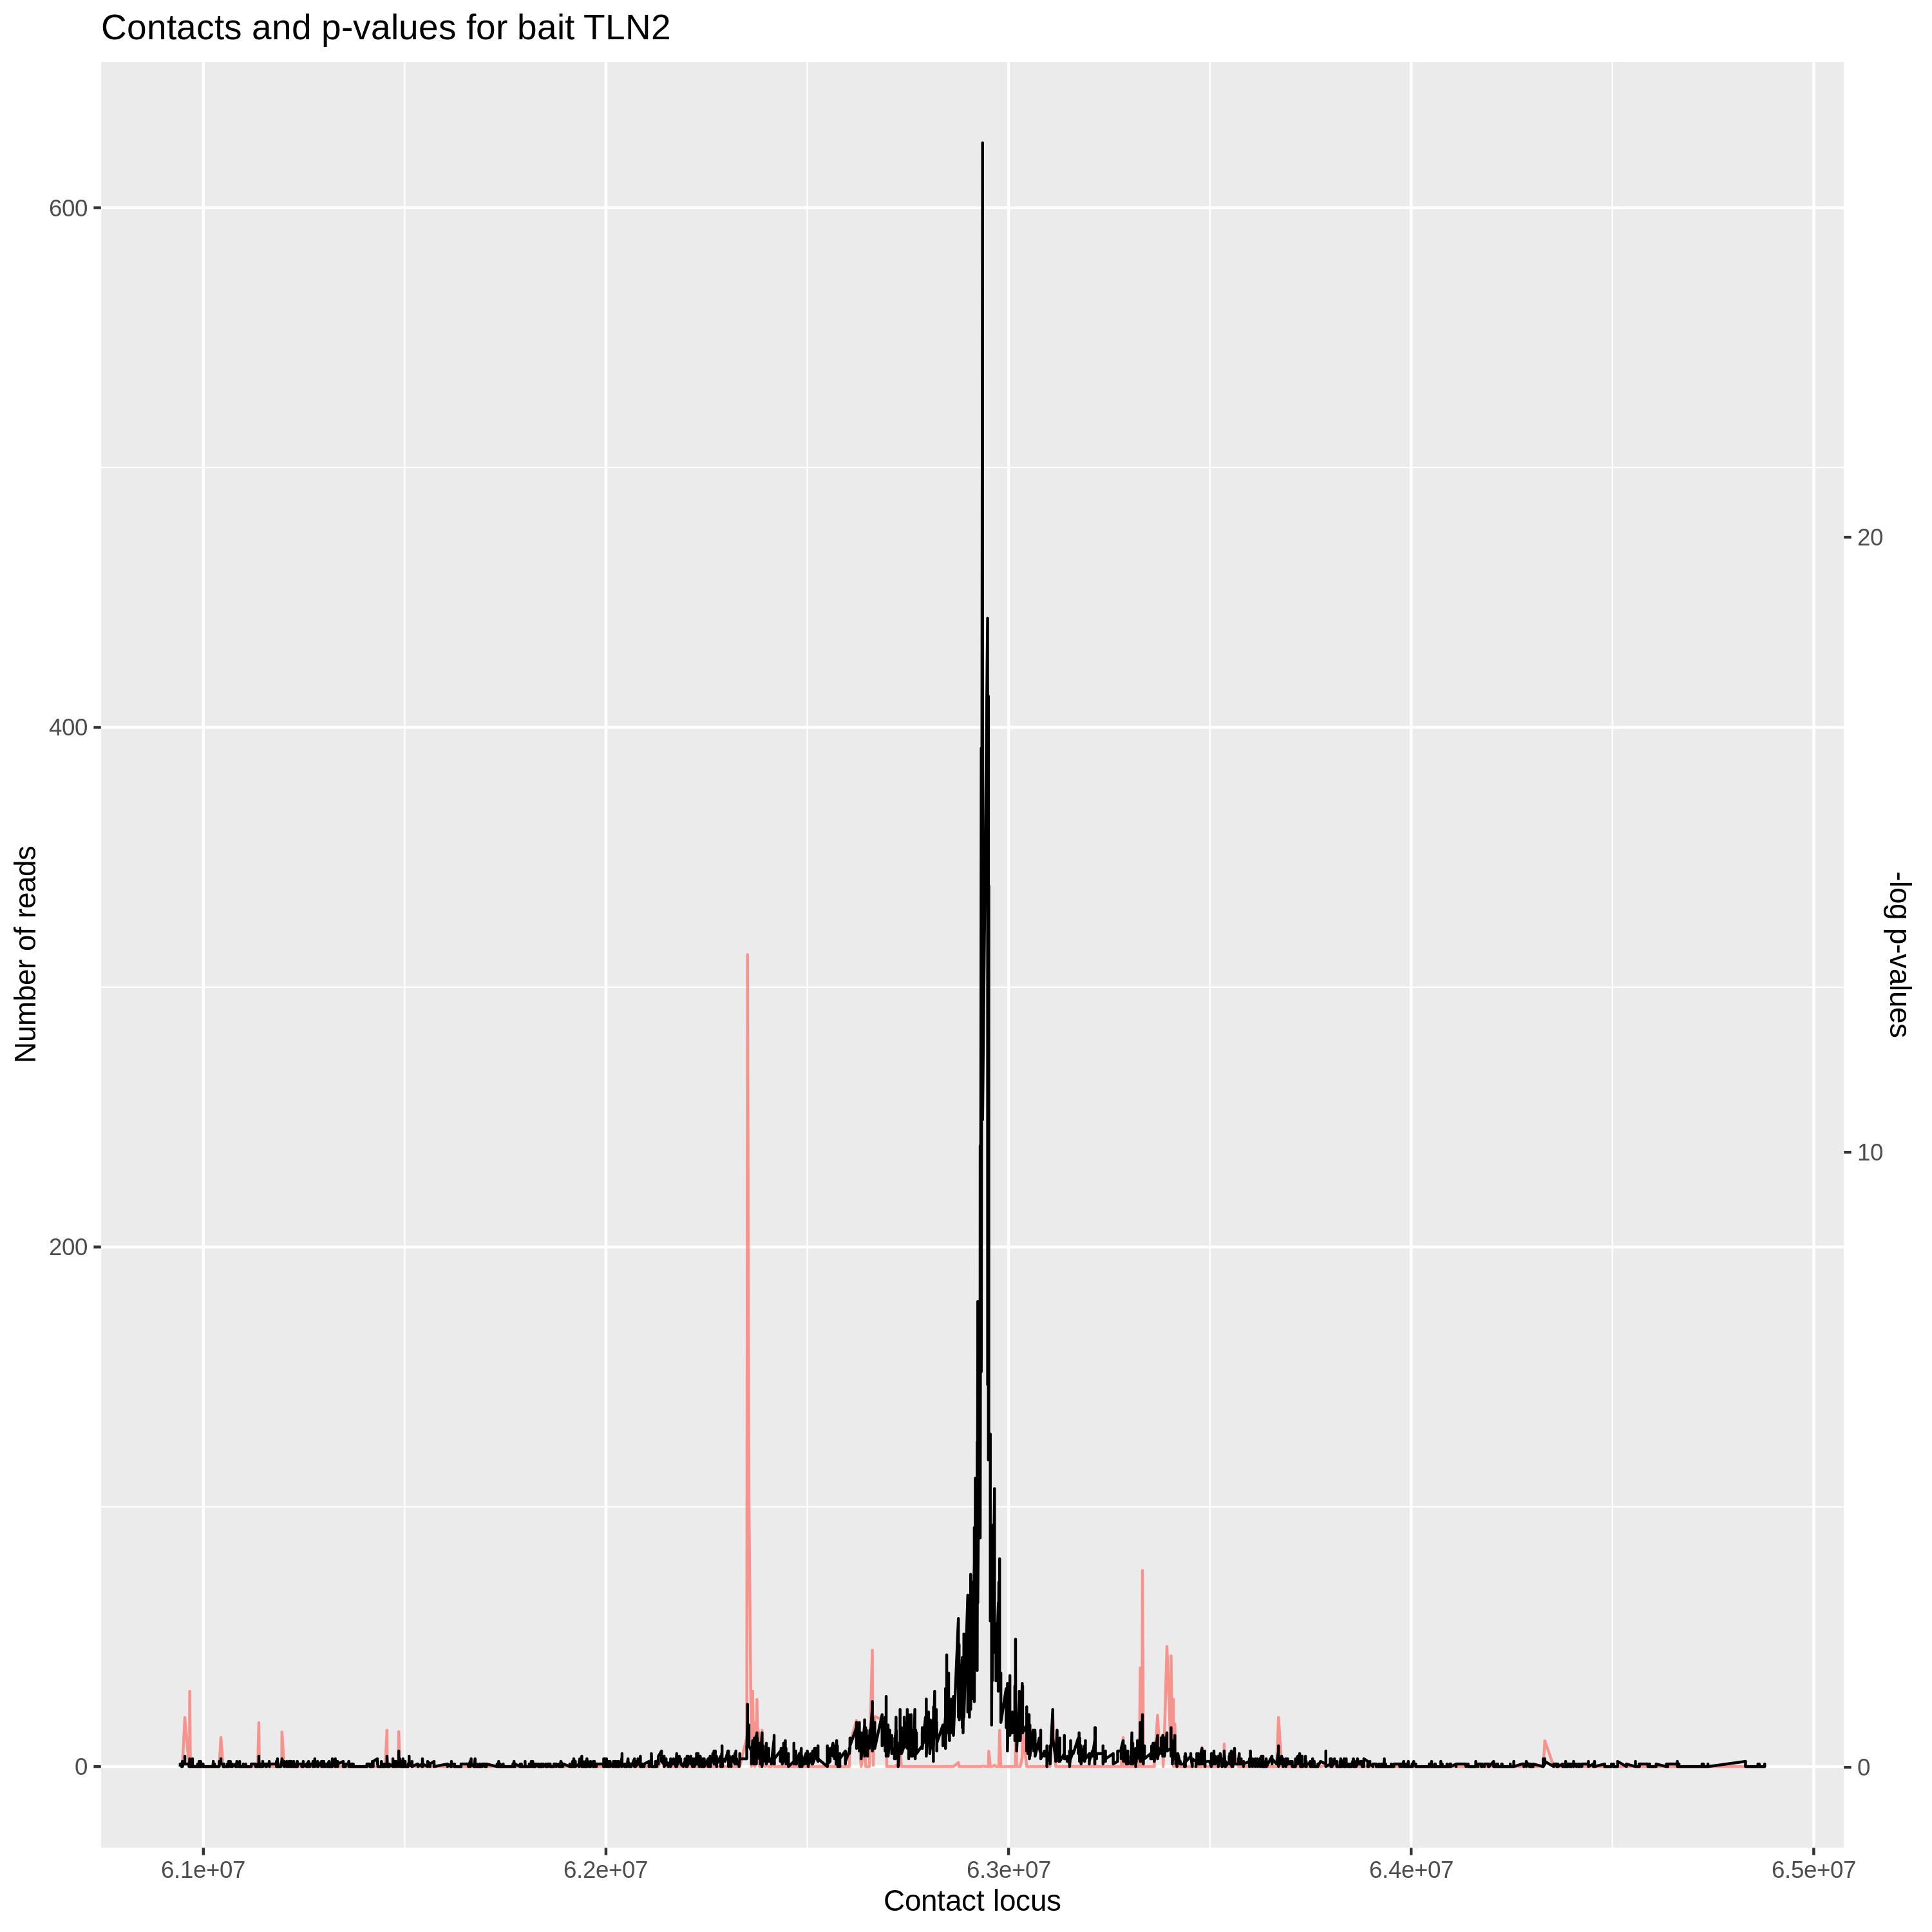 Contacts and p-values for bait TLN2
600
400
200
0
Number of reads
20
10
0
-log p-values
6.1e+07
6.2e+07
6.3e+07
6.4e+07
6.5e+07
Contact locus